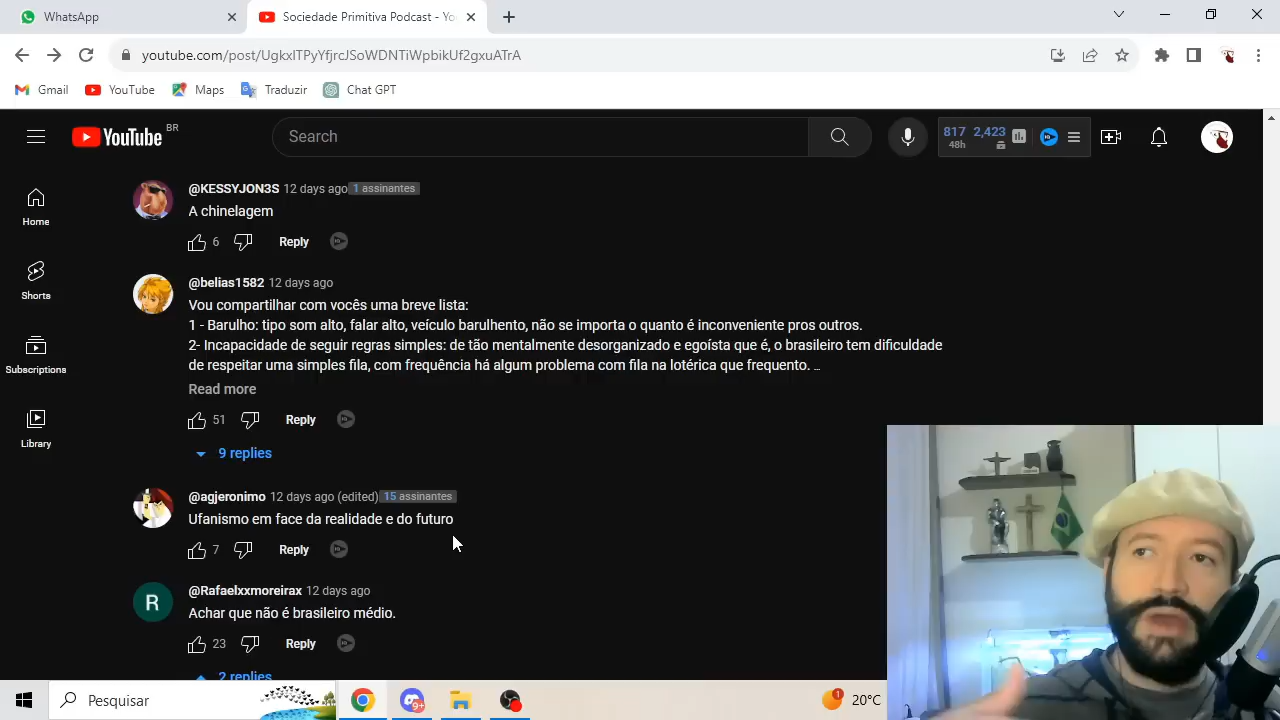 WhatsApp
Sociedade Primitiva Podcast - Yo
youtube.com/post/UgkxlTPyYfjrcJSoWDNTiWpbikUf2gxuATrA
Gmail
YouTube
Maps
Traduzir
Chat GPT
YouTube BR
Search
817 2,423
48h
Home
Shorts
Subscriptions
Library
@KESSYJON3S 12 days ago 1 assinantes
A chinelagem
6 Reply
@belias1582 12 days ago
Vou compartilhar com vocês uma breve lista:
1 - Barulho: tipo som alto, falar alto, veículo barulhento, não se importa o quanto é inconveniente pros outros.
2- Incapacidade de seguir regras simples: de tão mentalmente desorganizado e egoísta que é, o brasileiro tem dificuldade
de respeitar uma simples fila, com frequência há algum problema com fila na lotérica que frequento. ...
Read more
51 Reply
9 replies
@agjeronimo 12 days ago (edited) 15 assinantes
Ufanismo em face da realidade e do futuro
7 Reply
@Rafaelxxmoreirax 12 days ago
R
Achar que não é brasileiro médio.
23 Reply
2 replies
Pesquisar
9+
1
20°C